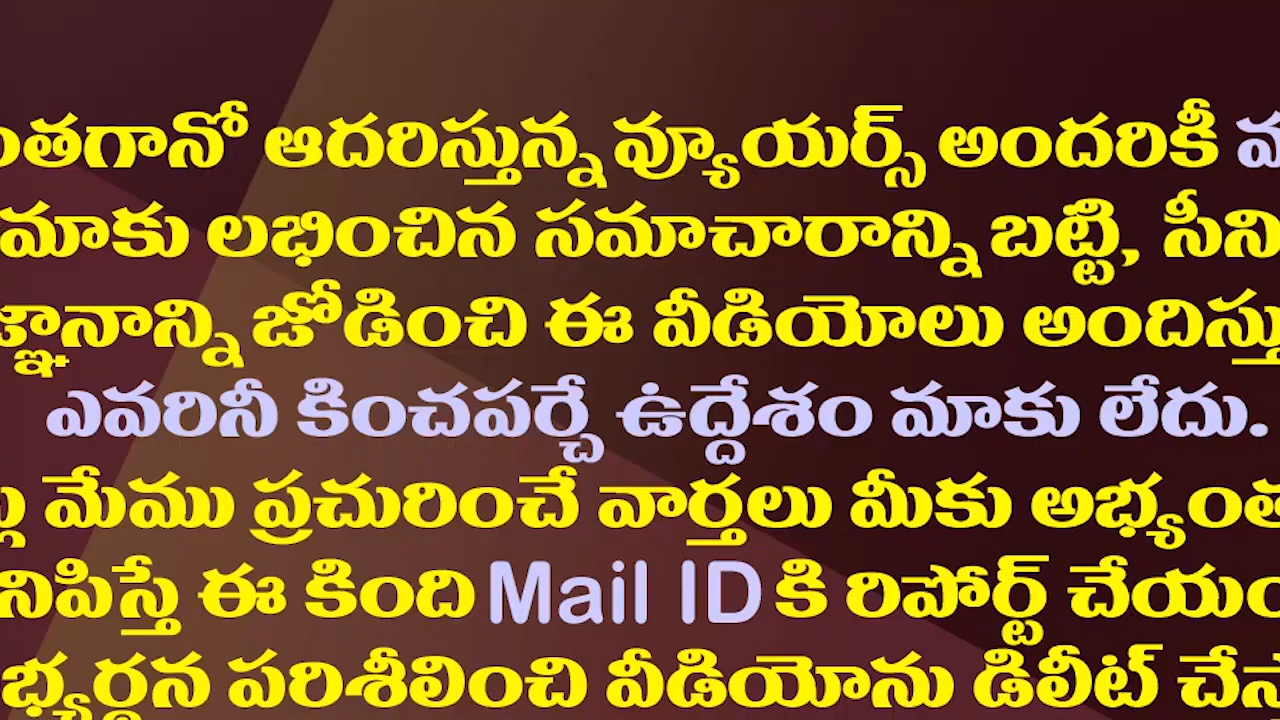 ఆదరిస్తున్న వ్యూయర్స్ అందరికీ
మాకు లభించిన సమాచారాన్ని బట్టి, సీని
జోడించి ఈ వీడియోలు
ఎవరినీ కించపర్చే ఉద్దేశం మాకు లేదు.
మేము ప్రచురించే వార్తలు మీకు
ఈ కింది Mail ID కి రిపోర్ట్
పరిశీలించి వీడియోను డిలీట్